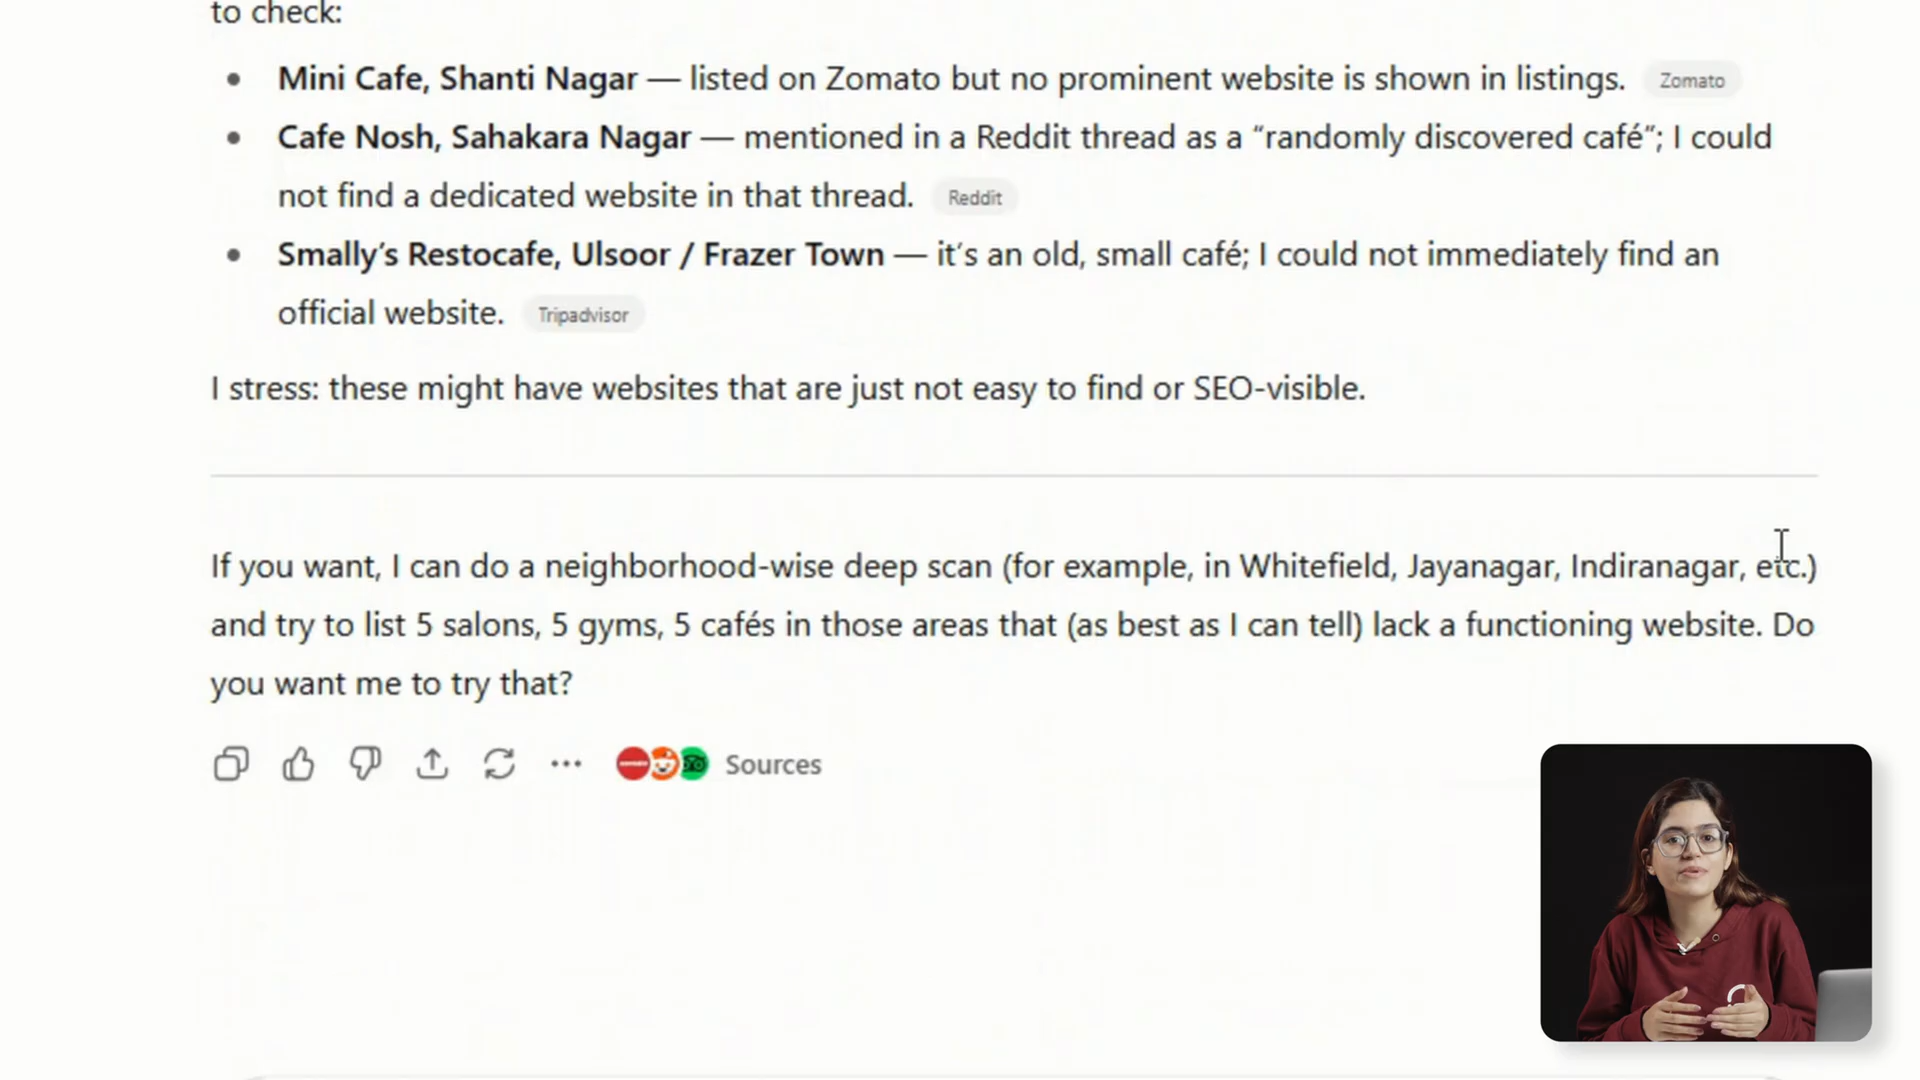 to check:
Mini Cafe, Shanti Nagar — listed on Zomato but no prominent website is shown in listings. Zomato
Cafe Nosh, Sahakara Nagar — mentioned in a Reddit thread as a “randomly discovered café”; I could
not find a dedicated website in that thread. Reddit
Smally’s Restocafe, Ulsoor / Frazer Town — it’s an old, small café; I could not immediately find an
official website. Tripadvisor
I stress: these might have websites that are just not easy to find or SEO-visible.
If you want, I can do a neighborhood-wise deep scan (for example, in Whitefield, Jayanagar, Indiranagar, etc.)
and try to list 5 salons, 5 gyms, 5 cafés in those areas that (as best as I can tell) lack a functioning website. Do
you want me to try that?
Sources